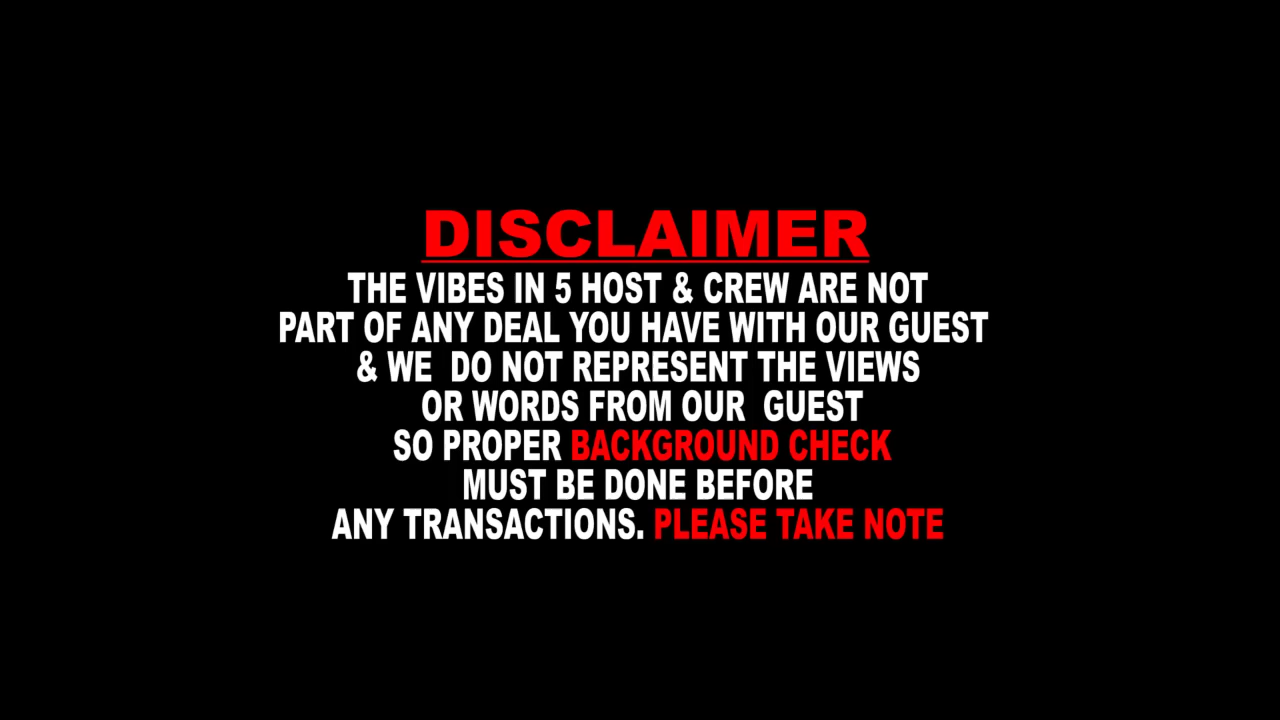 DISCLAIMER
THE VIBES IN 5 HOST & CREW ARE NOT
PART OF ANY DEAL YOU HAVE WITH OUR GUEST
& WE  DO NOT REPRESENT THE VIEWS
OR WORDS FROM OUR  GUEST
SO PROPER BACKGROUND CHECK
MUST BE DONE BEFORE
ANY TRANSACTIONS. PLEASE TAKE NOTE